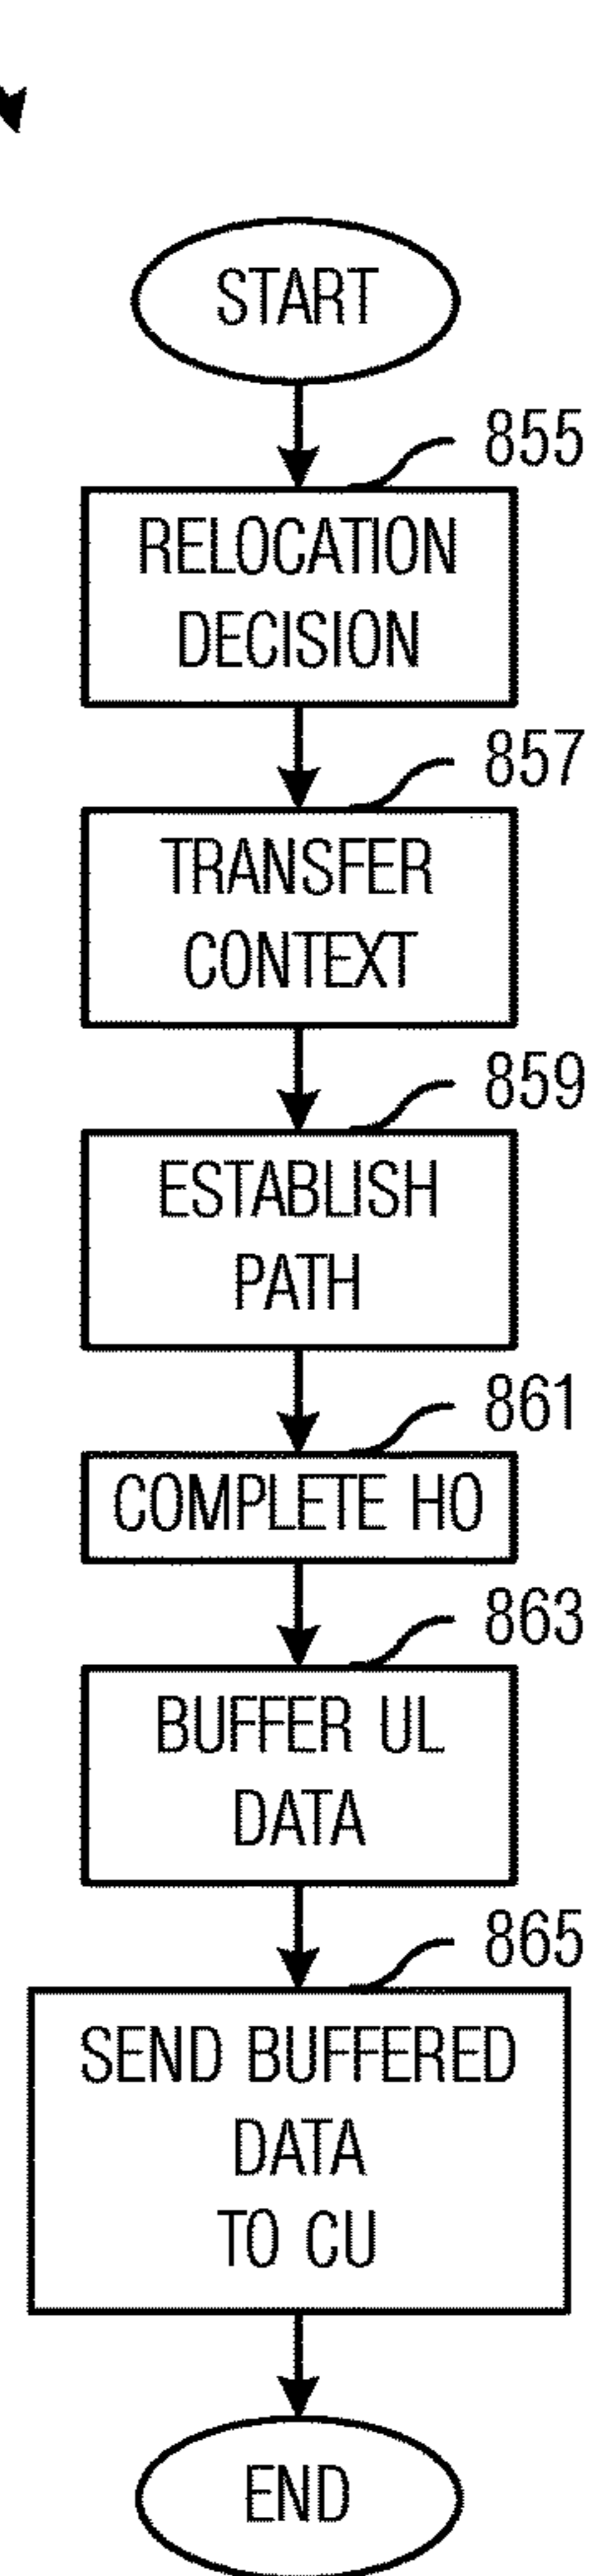 START
855
RELOCATION
DECISION
857
TRANSFER
CONTEXT
859
ESTABLISH
PATH
861
COMPLETE HO
863
BUFFER UL
DATA
865
SEND BUFFERED
DATA
TO CU
END